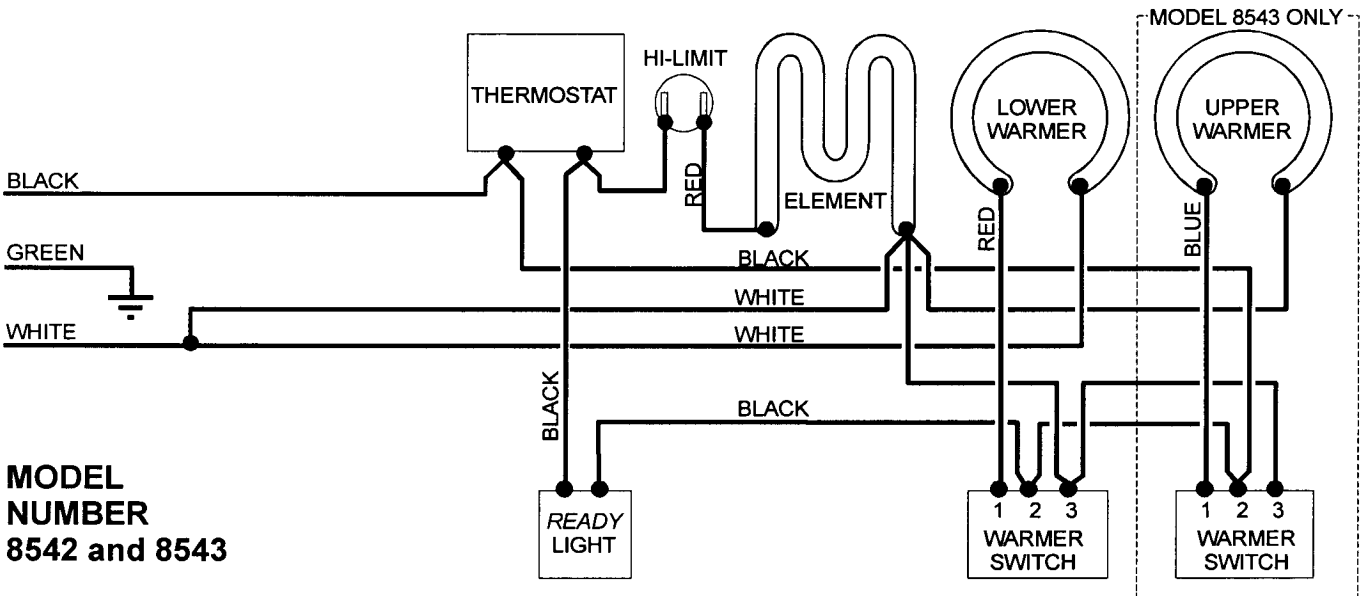 MODEL 8543 ONLY
HI-LIMIT
THERMOSTAT
LOWER
WARMER
UPPER
WARMER
BLACK
RED
ELEMENT
RED
BLUE
GREEN
BLACK
WHITE
WHITE
WHITE
BLACK
BLACK
MODEL
NUMBER
8542 and 8543
READY
LIGHT
1 2 3
WARMER
SWITCH
1 2 3
WARMER
SWITCH